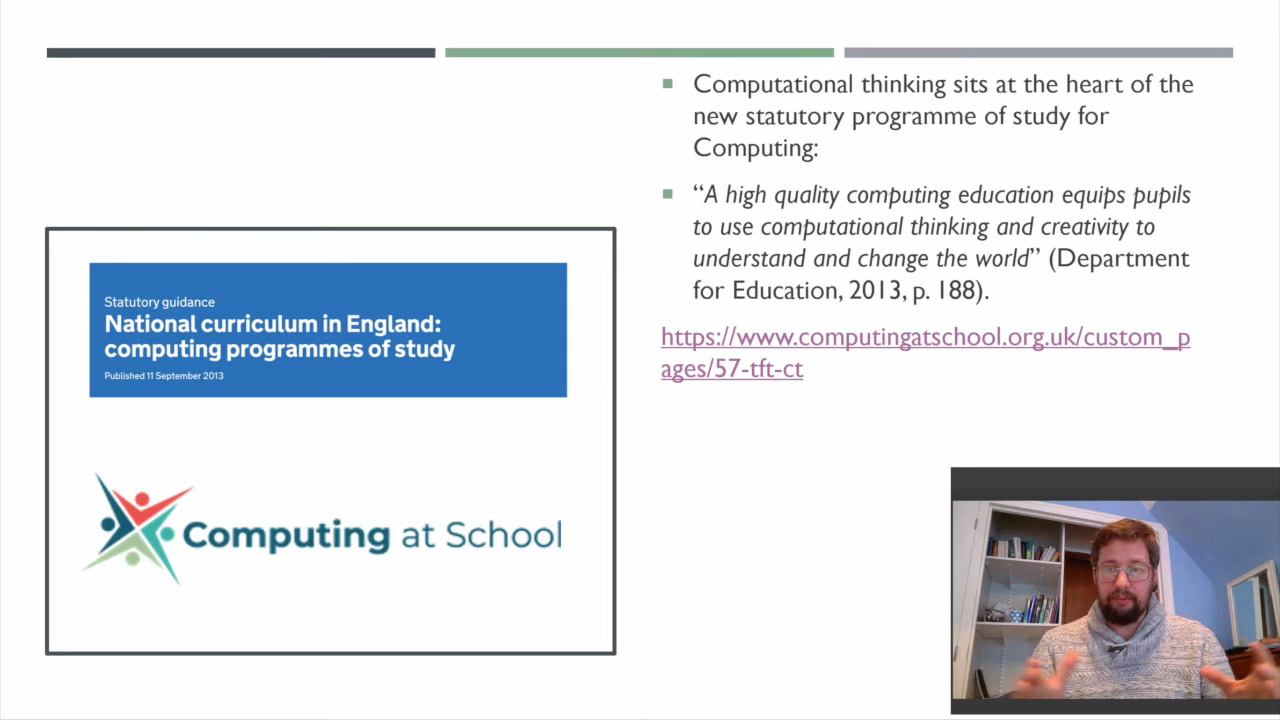 Computational thinking sits at the heart of the
new statutory programme of study for
Computing:
“A high quality computing education equips pupils
to use computational thinking and creativity to
understand and change the world” (Department
for Education, 2013, p. 188).
https://www.computingatschool.org.uk/custom_p
ages/57-tft-ct
Statutory guidance
National curriculum in England:
computing programmes of study
Published 11 September 2013
Computing at School